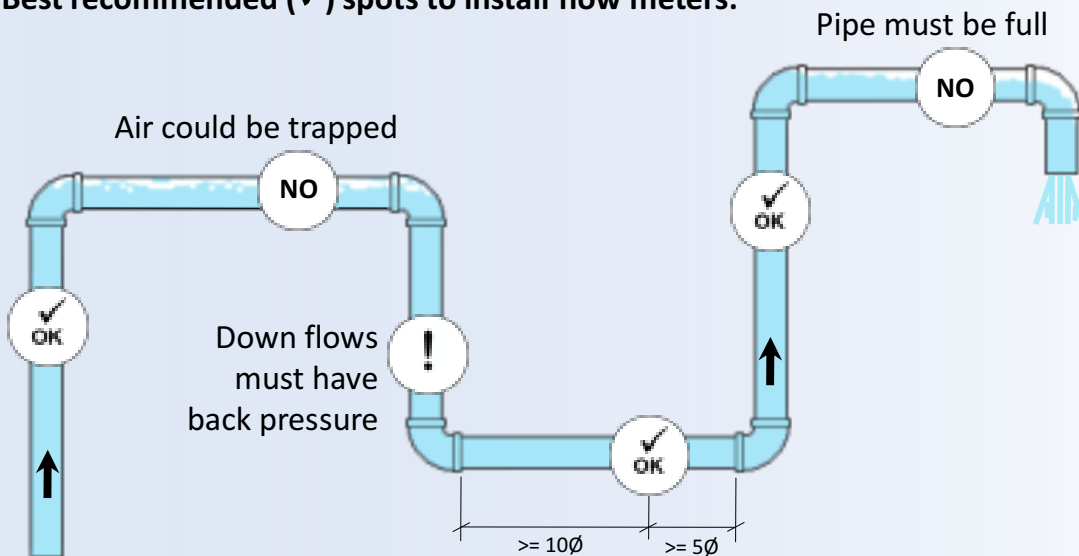 Best recommended (✓) spots to install flow meters:
Pipe must be full
NO
Air could be trapped
NO
✓
OK
✓
OK
Down flows
must have
back pressure
!
✓
OK
>= 10Ø
>= 5Ø